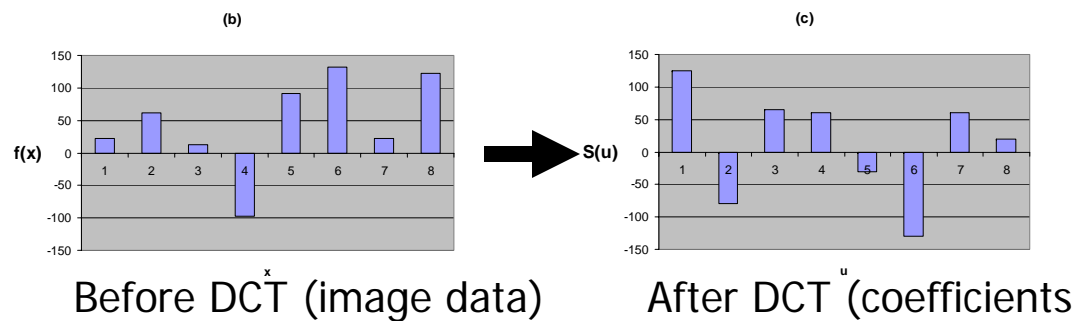 (b)
150
100
50
0
-50
-100
-150
f(x)
1 2 3 4 5 6 7 8
x
Before DCT (image data)
(c)
150
100
50
0
-50
-100
-150
S(u)
1 2 3 4 5 6 7 8
u
After DCT (coefficients